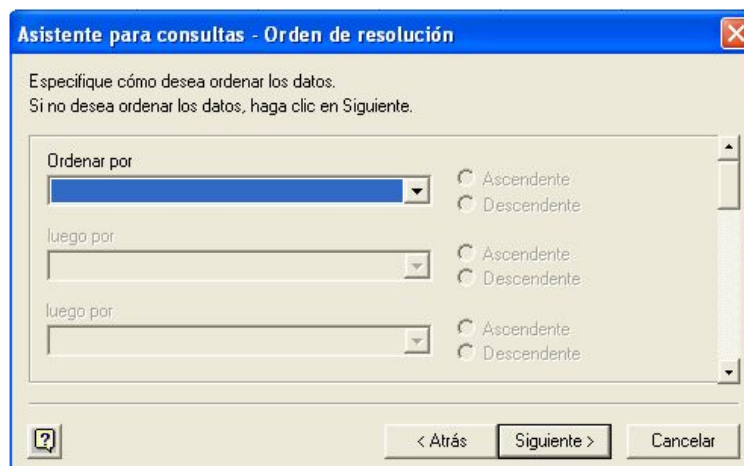 Asistente para consultas - Orden de resolución
Especifique cómo desea ordenar los datos.
Si no desea ordenar los datos, haga clic en Siguiente.
Ordenar por
Ascendente
Descendente
luego por
Ascendente
Descendente
luego por
Ascendente
Descendente
< Atrás
Siguiente >
Cancelar